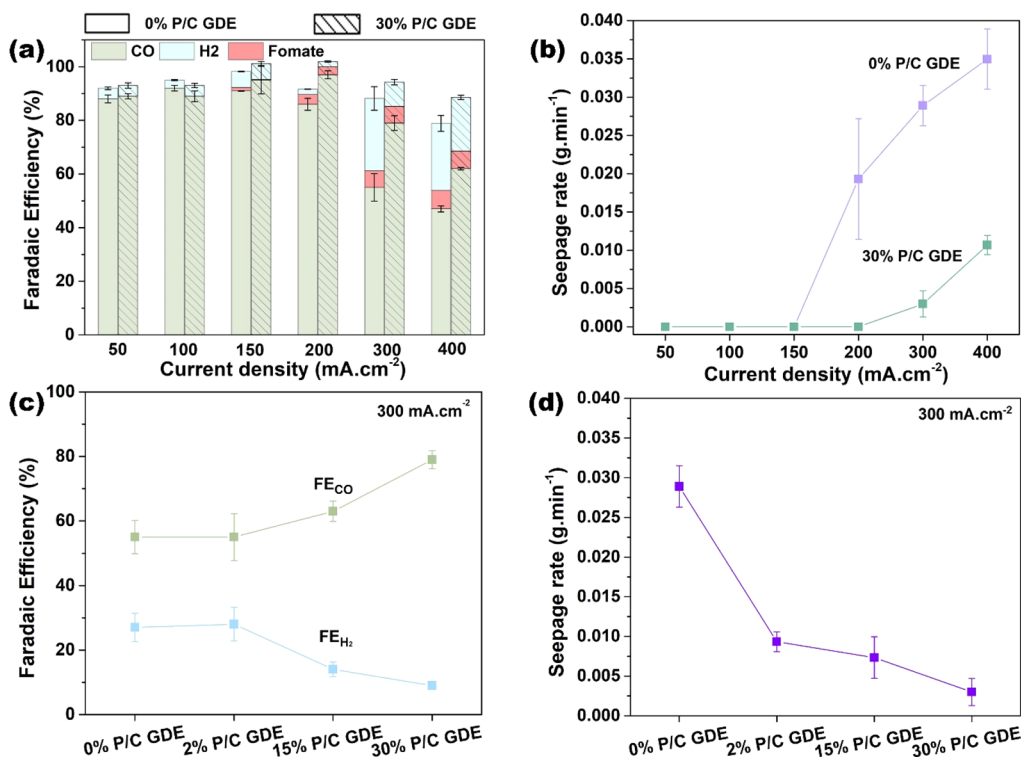 0% P/C GDE 30% P/C GDE
(a)
CO H2 Fomate
Faradaic Efficiency (%)
100
80
60
40
20
0
50 100 150 200 300 400
Current density (mA.cm-2)
(b)
Seepage rate (g.min-1)
0.040
0.035
0.030
0.025
0.020
0.015
0.010
0.005
0.000
0% P/C GDE
30% P/C GDE
50 100 150 200 300 400
Current density (mA.cm-2)
(c)
300 mA.cm-2
Faradaic Efficiency (%)
100
80
60
40
20
0
FECO
FEH2
0% P/C GDE 2% P/C GDE 15% P/C GDE 30% P/C GDE
(d)
300 mA.cm-2
Seepage rate (g.min-1)
0.040
0.035
0.030
0.025
0.020
0.015
0.010
0.005
0.000
0% P/C GDE 2% P/C GDE 15% P/C GDE 30% P/C GDE